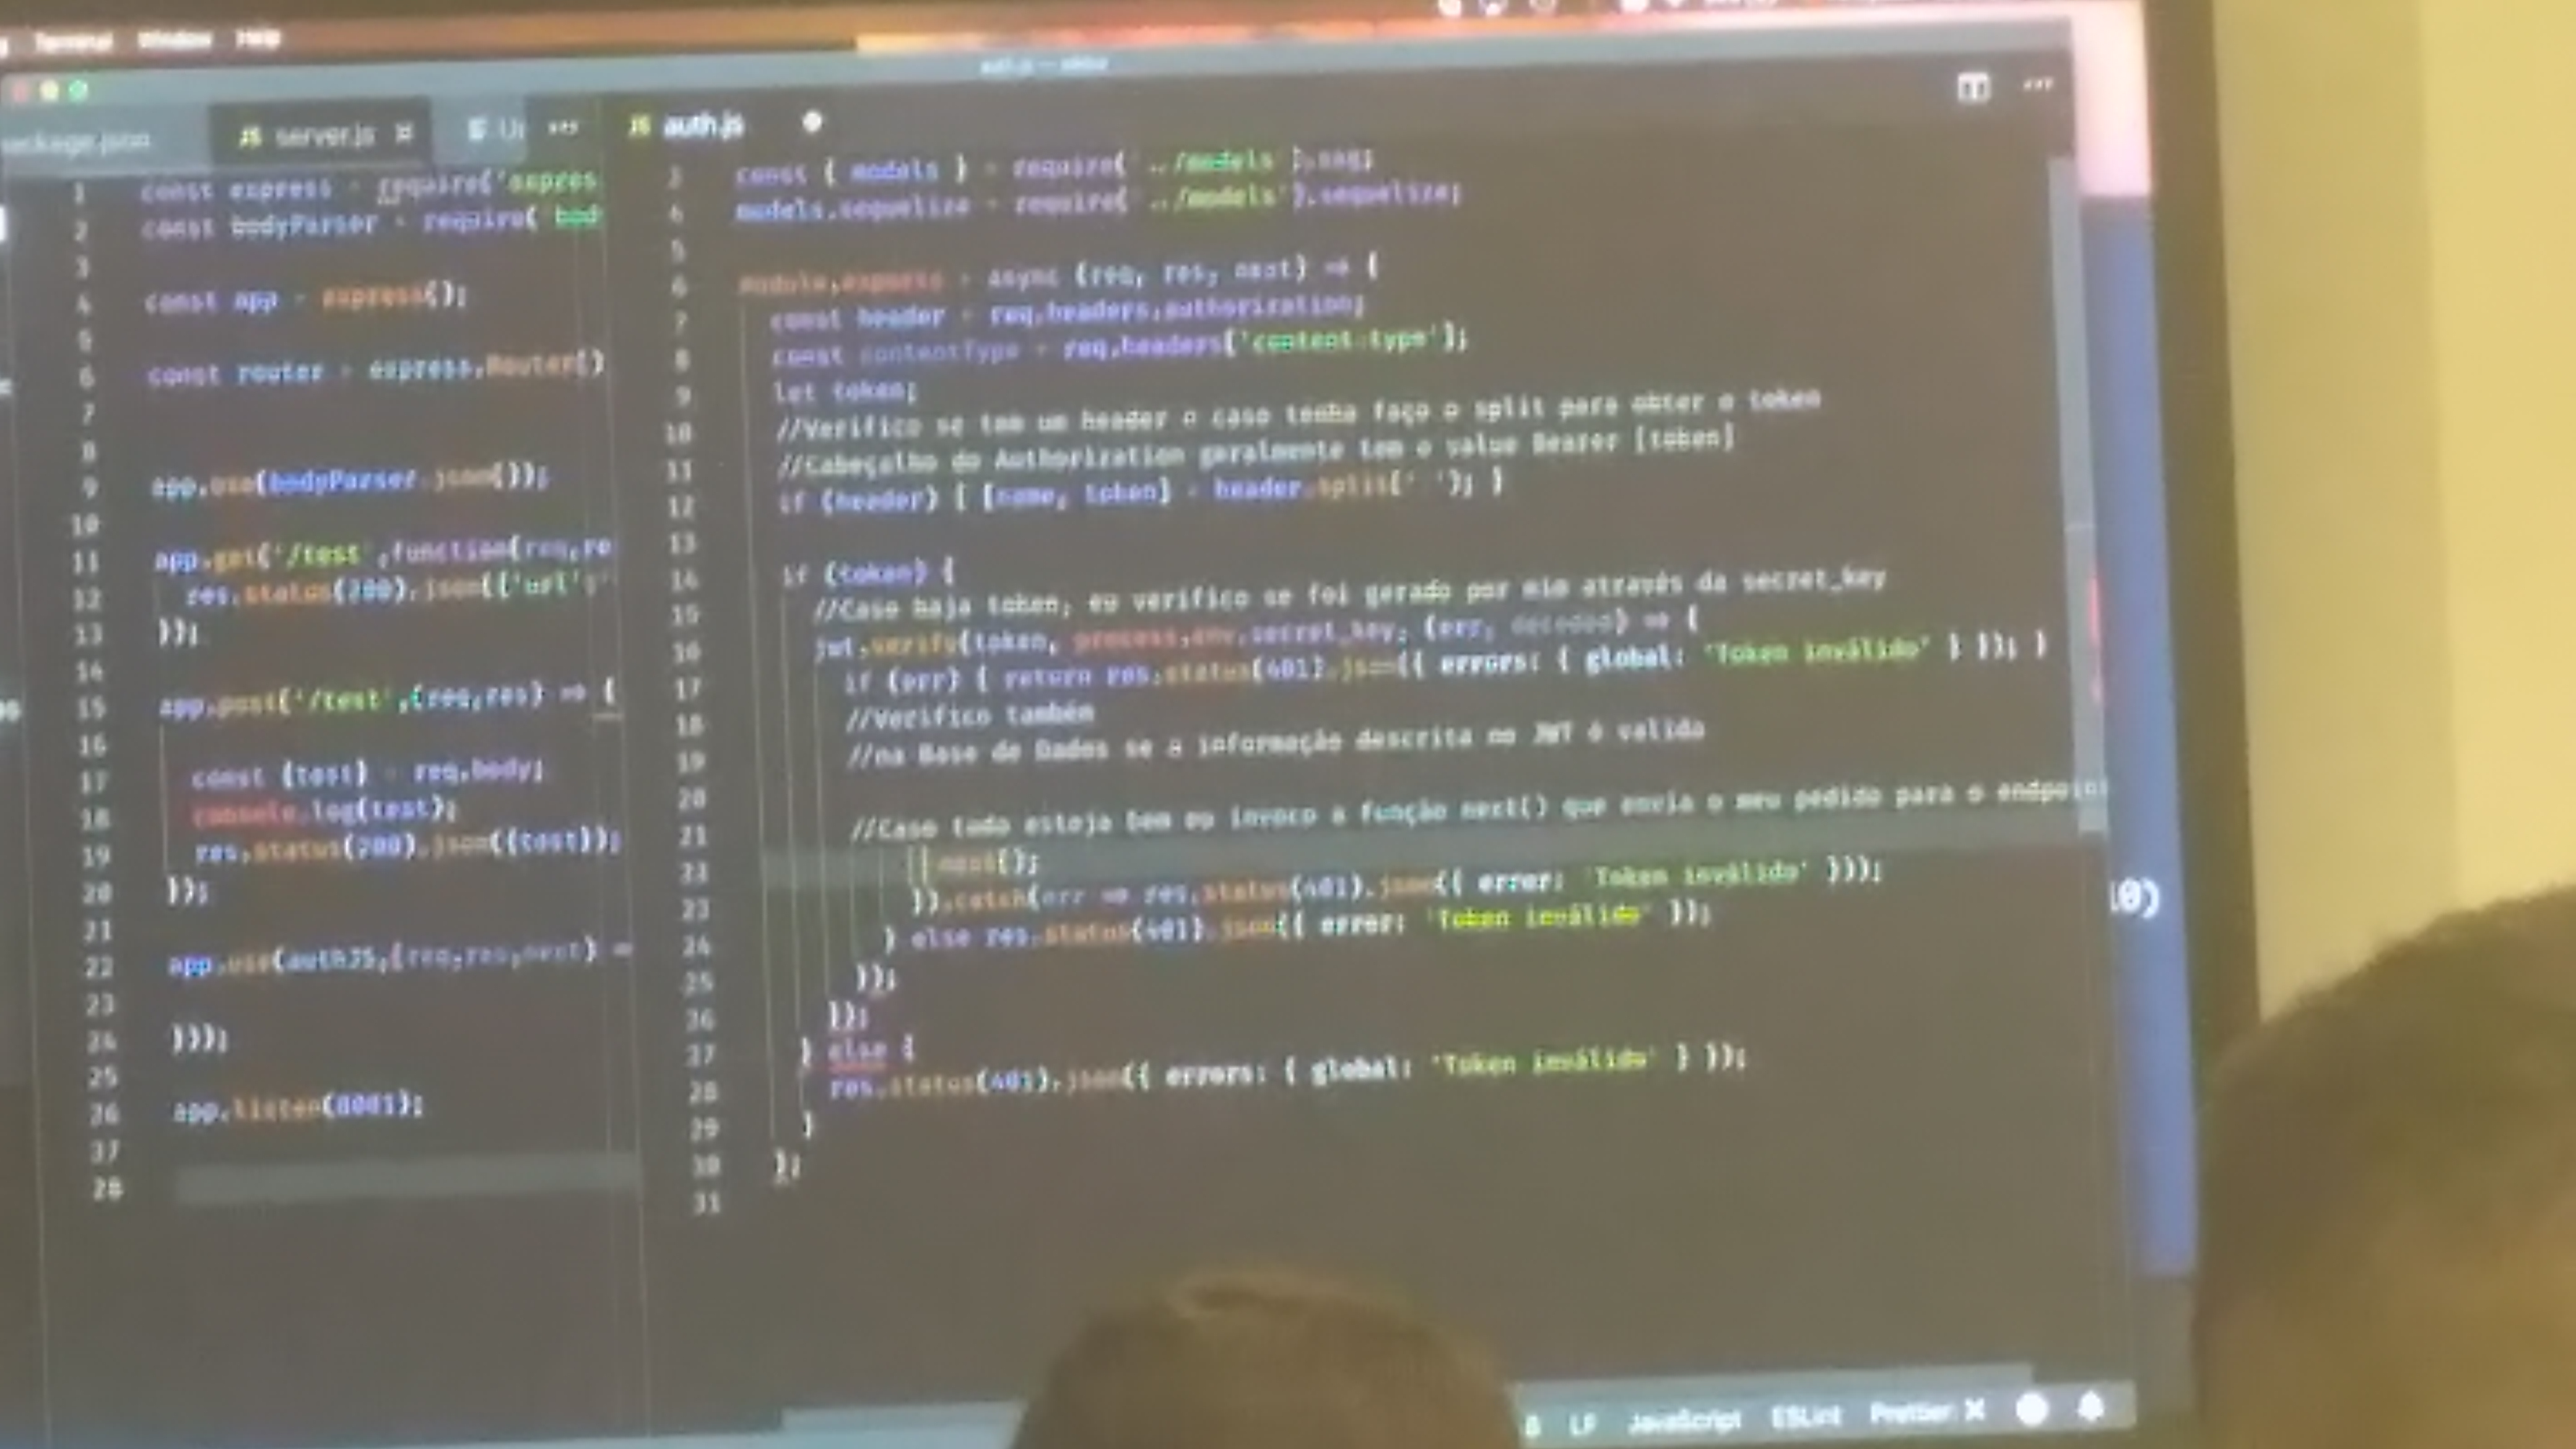 Terminal Window Help
package.json
JS server.js ×
JS auth.js
1 const express = require('expres
2 const bodyParser = require('bod
3
4 const app = express();
5
6 const router = express.Router()
7
8
9 app.use(bodyParser.json());
10
11 app.get('/test',function(req,re
12 res.status(200).json({'url':'
13 });
14
15 app.post('/test',(req,res) => {
16
17 const {test} = req.body;
18 console.log(test);
19 res.status(200).json({test});
20 });
21
22 app.use(authJS,(req,res,next) =
23
24 }));
25
26 app.listen(8001);
27
28
const { models } = require('../models').seq;
4 models.sequelize = require('../models').sequelize;
5
6 module.exports = async (req, res, next) => {
7 const header = req.headers.authorization;
8 const contentType = req.headers['content-type'];
9 let token;
10 //Verifico se tem um header e caso tenha faço o split para obter o token
11 //Cabeçalho do Authorization geralmente tem o value Bearer [token]
12 if (header) { [name, token] = header.split(' '); }
13
14 if (token) {
15 //Caso haja token, eu verifico se foi gerado por mim através da secret_key
16 jwt.verify(token, process.env.secret_key, (err, decoded) => {
17 if (err) { return res.status(401).json({ errors: { global: 'Token inválido' } }); }
18 //Verifico também
19 //na Base de Dados se a informação descrita no JWT é valida
20
21 //Caso tudo esteja bem eu invoco a função next() que envia o meu pedido para o endpoint
next();
23 }).catch(err => res.status(401).json({ error: 'Token inválido' }));
24 } else res.status(401).json({ error: 'Token inválido' });
25 });
26 });
27 } else {
28 res.status(401).json({ errors: { global: 'Token inválido' } });
29 }
30 };
31
LF JavaScript ESLint Prettier: ×